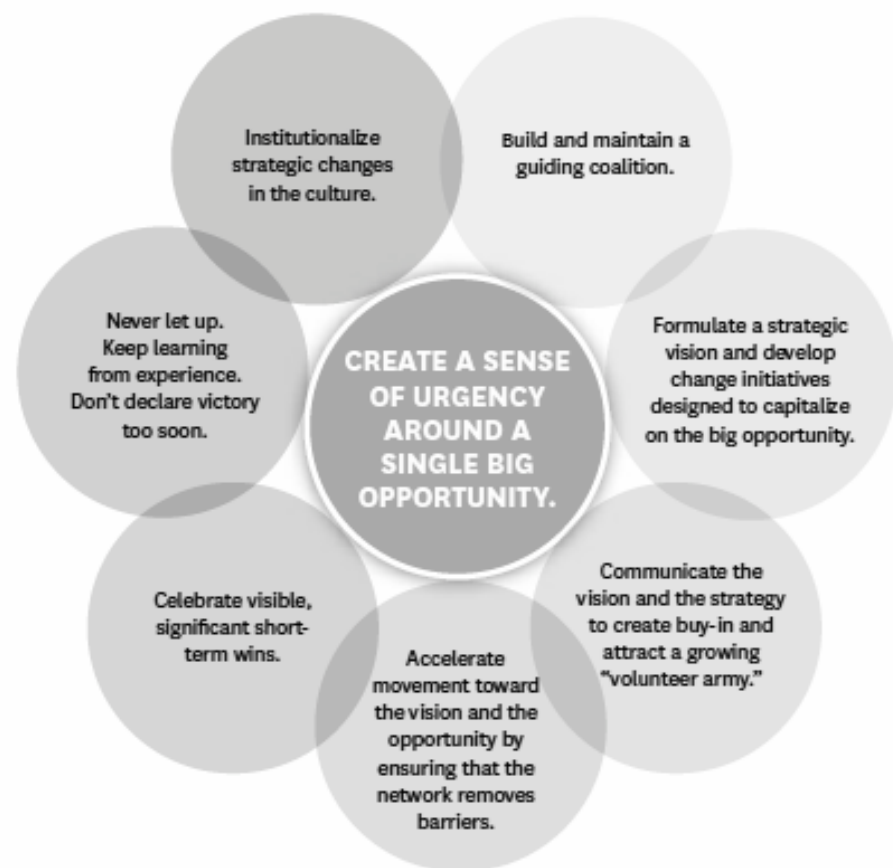 Institutionalize
strategic changes
in the culture.
Build and maintain a
guiding coalition.
Never let up.
Keep learning
from experience.
Don't declare victory
too soon.
CREATE A SENSE
OF URGENCY
AROUND A
SINGLE BIG
OPPORTUNITY.
Formulate a strategic
vision and develop
change initiatives
designed to capitalize
on the big opportunity.
Celebrate visible,
significant short-
term wins.
Accelerate
movement toward
the vision and the
opportunity by
ensuring that the
network removes
barriers.
Communicate the
vision and the strategy
to create buy-in and
attract a growing
“volunteer army.”